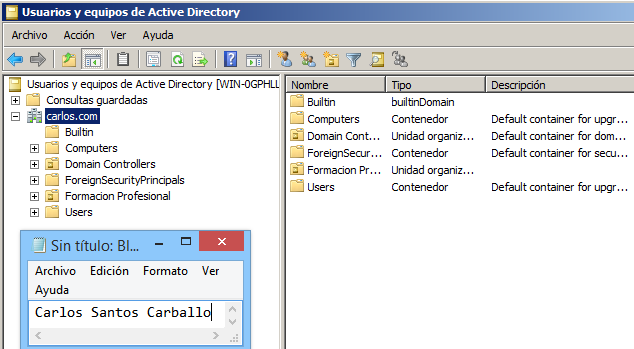 Usuarios y equipos de Active Directory
Archivo Acción Ver Ayuda
Usuarios y equipos de Active Directory [WIN-0GPHLL
Consultas guardadas
carlos.com
Builtin
Computers
Domain Controllers
ForeignSecurityPrincipals
Formacion Profesional
Users
Nombre Tipo Descripción
Builtin builtinDomain
Computers Contenedor Default container for upgr...
Domain Cont... Unidad organiz... Default container for dom...
ForeignSecur... Contenedor Default container for secu...
Formacion Pr... Unidad organiz...
Users Contenedor Default container for upgr...
Sin título: Bl...
Archivo Edición Formato Ver
Ayuda
Carlos Santos Carballo